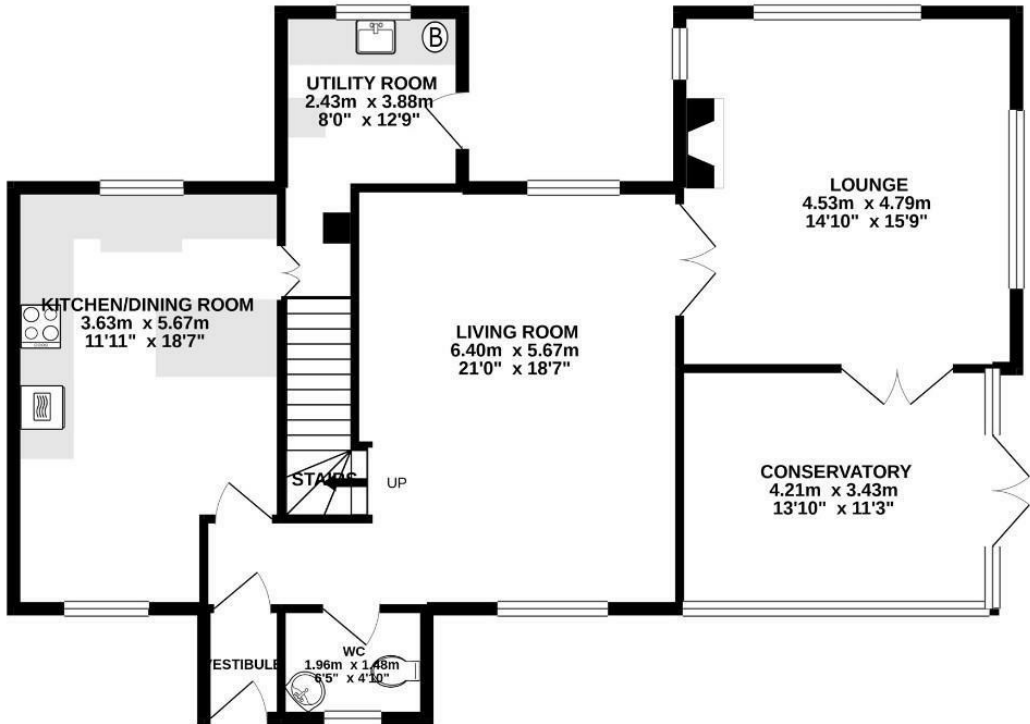 B
UTILITY ROOM
2.43m x 3.88m
8'0" x 12'9"
LOUNGE
4.53m x 4.79m
14'10" x 15'9"
KITCHEN/DINING ROOM
3.63m x 5.67m
11'11" x 18'7"
LIVING ROOM
6.40m x 5.67m
21'0" x 18'7"
STAIRS
UP
CONSERVATORY
4.21m x 3.43m
13'10" x 11'3"
VESTIBULE
WC
1.96m x 1.48m
6'5" x 4'10"